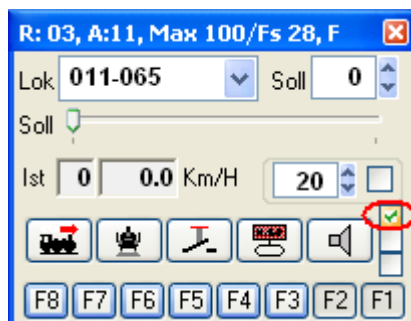 R: 03, A:11, Max 100/Fs 28, F
Lok 011-065 Soll 0
Soll
Ist 0 0.0 Km/H 20
F8 F7 F6 F5 F4 F3 F2 F1